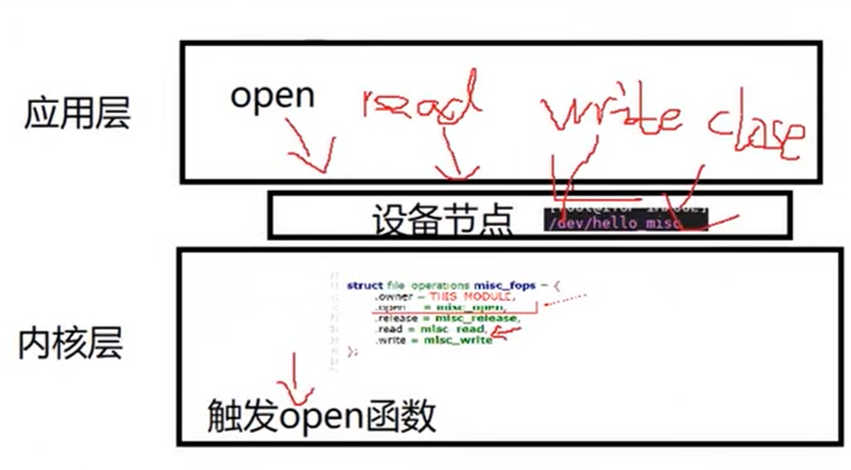 应用层
open read write close
设备节点
/dev/hello_misc
内核层
struct file_operations misc_fops = {
.owner = THIS_MODULE,
.open = misc_open,
.release = misc_release,
.read = misc_read,
.write = misc_write
};
触发open函数